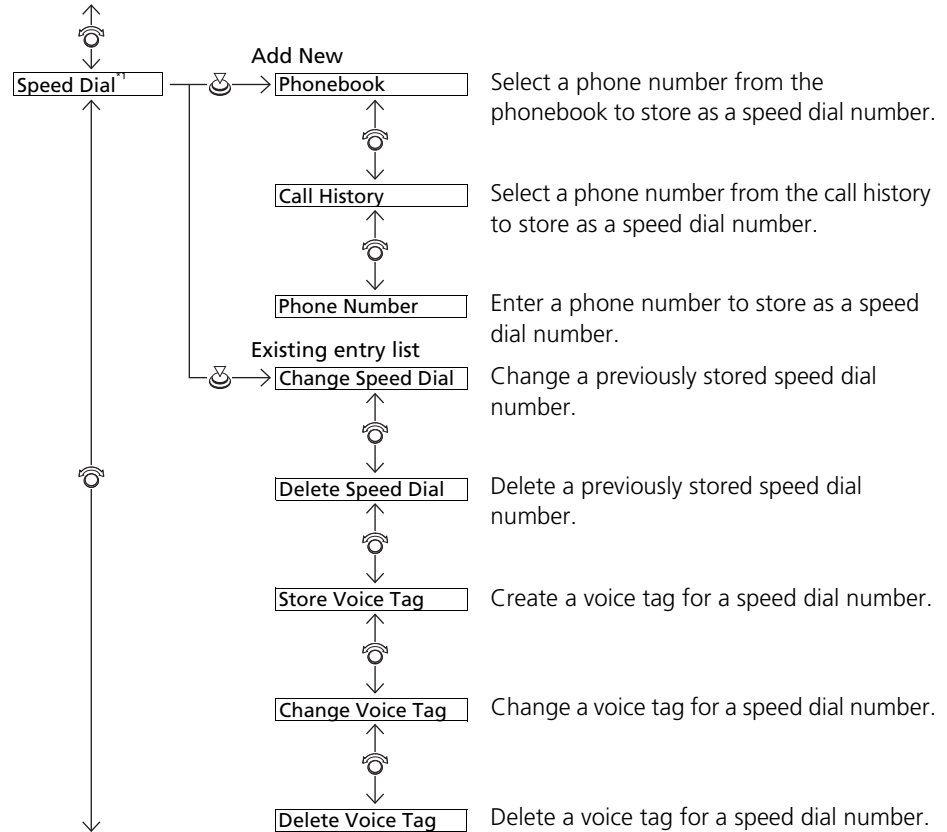 Add New
Speed Dial*1
Phonebook
Select a phone number from the
phonebook to store as a speed dial number.
Call History
Select a phone number from the call history
to store as a speed dial number.
Phone Number
Enter a phone number to store as a speed
dial number.
Existing entry list
Change Speed Dial
Change a previously stored speed dial
number.
Delete Speed Dial
Delete a previously stored speed dial
number.
Store Voice Tag
Create a voice tag for a speed dial number.
Change Voice Tag
Change a voice tag for a speed dial number.
Delete Voice Tag
Delete a voice tag for a speed dial number.